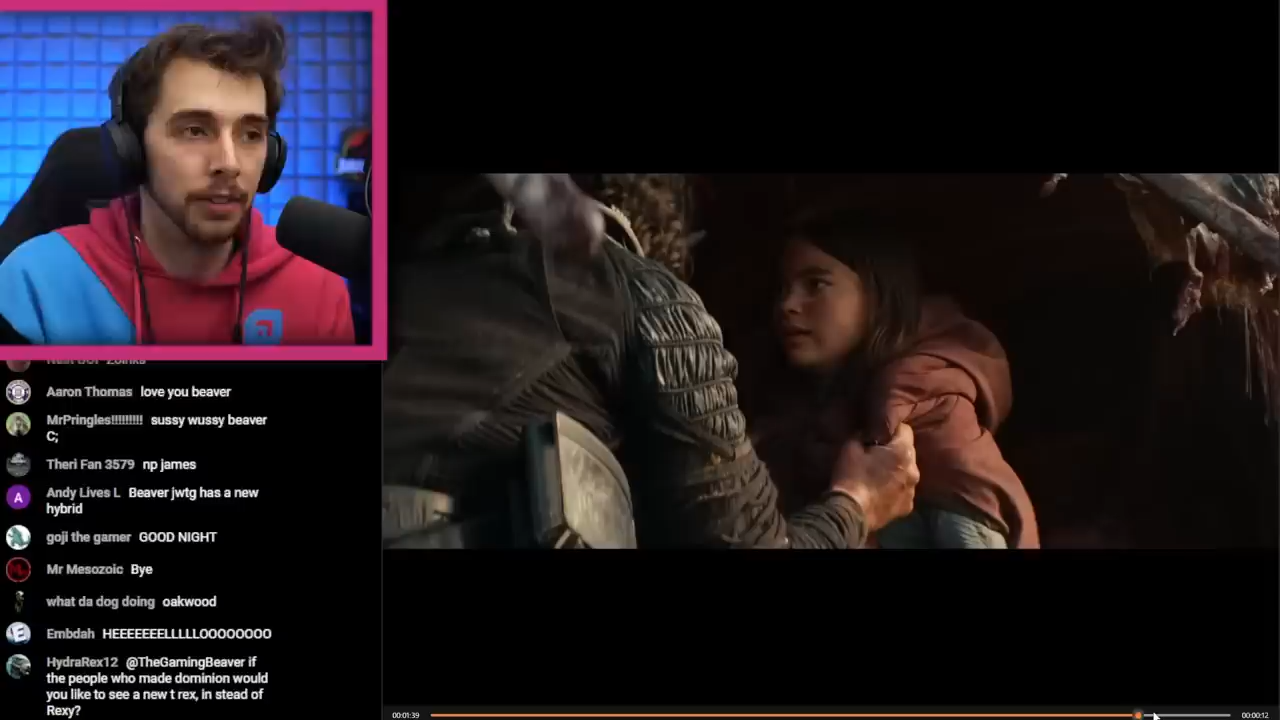 Aaron Thomas love you beaver
MrPringles!!!!!!!!! sussy wussy beaver
C;
Theri Fan 3579 np james
A
Andy Lives L Beaver jwtg has a new
hybrid
goji the gamer GOOD NIGHT
Mr Mesozoic Bye
what da dog doing oakwood
Embdah HEEEEEEELLLLLOOOOOOOO
HydraRex12 @TheGamingBeaver if
the people who made dominion would
you like to see a new t rex, in stead of
Rexy?
00:01:39
00:00:12